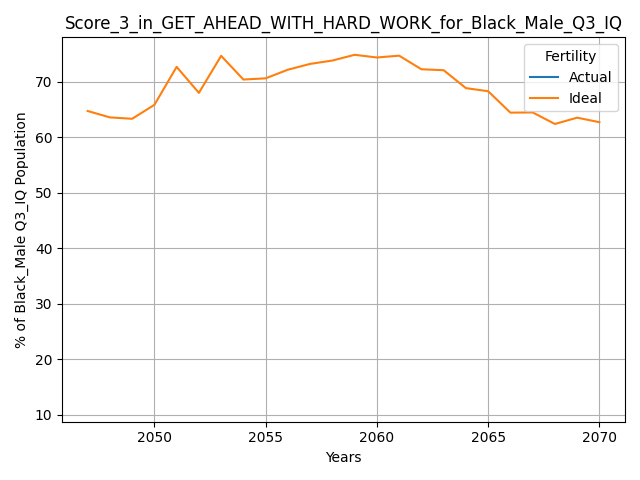 Score_3_in_GET_AHEAD_WITH_HARD_WORK_for_Black_Male_Q3_IQ
Fertility
Actual
Ideal
% of Black_Male Q3_IQ Population
70
60
50
40
30
20
10
2050 2055 2060 2065 2070
Years